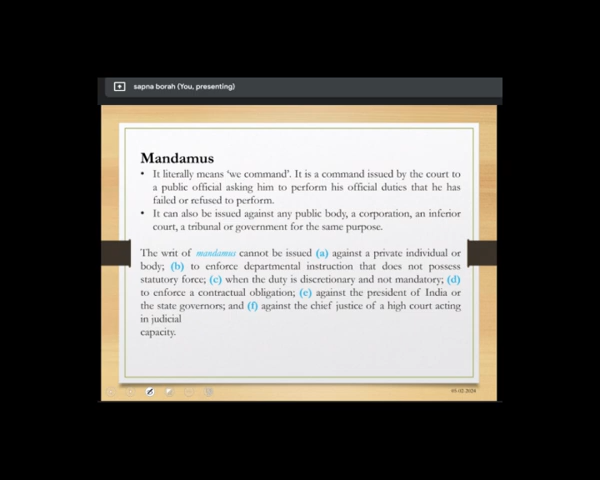 sapna borah (You, presenting)
Mandamus
• It literally means 'we command'. It is a command issued by the court to
a public official asking him to perform his official duties that he has
failed or refused to perform.
• It can also be issued against any public body, a corporation, an inferior
court, a tribunal or government for the same purpose.
The writ of mandamus cannot be issued (a) against a private individual or
body; (b) to enforce departmental instruction that does not possess
statutory force; (c) when the duty is discretionary and not mandatory; (d)
to enforce a contractual obligation; (e) against the president of India or
the state governors; and (f) against the chief justice of a high court acting
in judicial
capacity.
05-02-2024